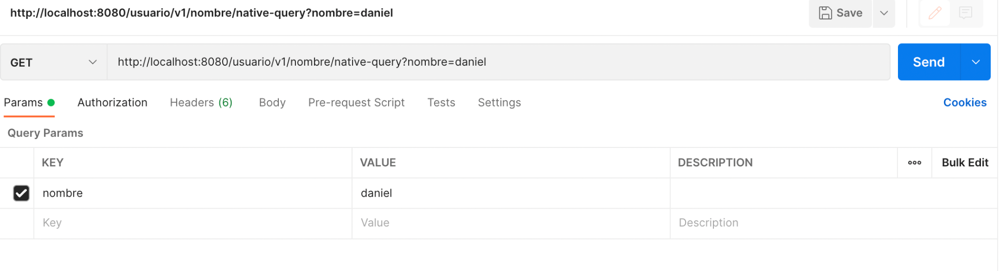 http://localhost:8080/usuario/v1/nombre/native-query?nombre=daniel Save
GET http://localhost:8080/usuario/v1/nombre/native-query?nombre=daniel Send
Params Authorization Headers (6) Body Pre-request Script Tests Settings Cookies
Query Params
KEY VALUE DESCRIPTION Bulk Edit
nombre daniel
Key Value Description